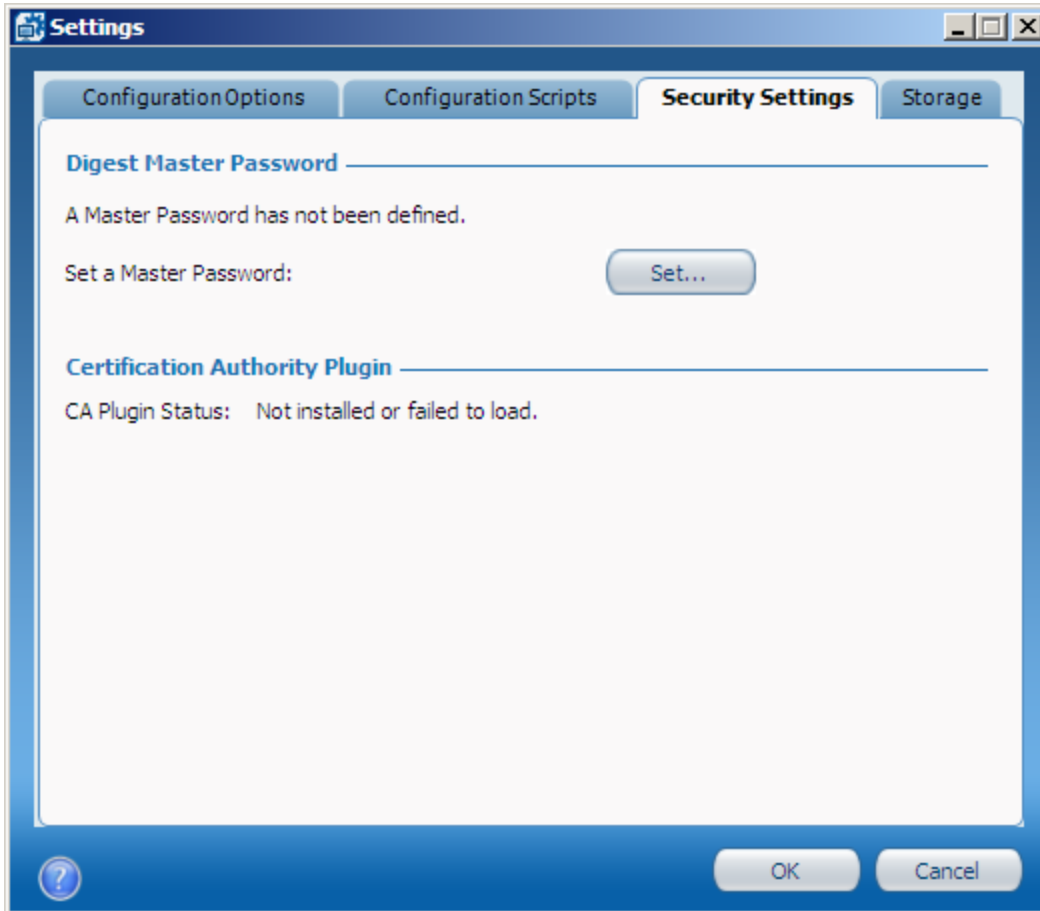 Settings
Configuration Options
Configuration Scripts
Security Settings
Storage
Digest Master Password
A Master Password has not been defined.
Set a Master Password:
Set...
Certification Authority Plugin
CA Plugin Status: Not installed or failed to load.
?
OK
Cancel